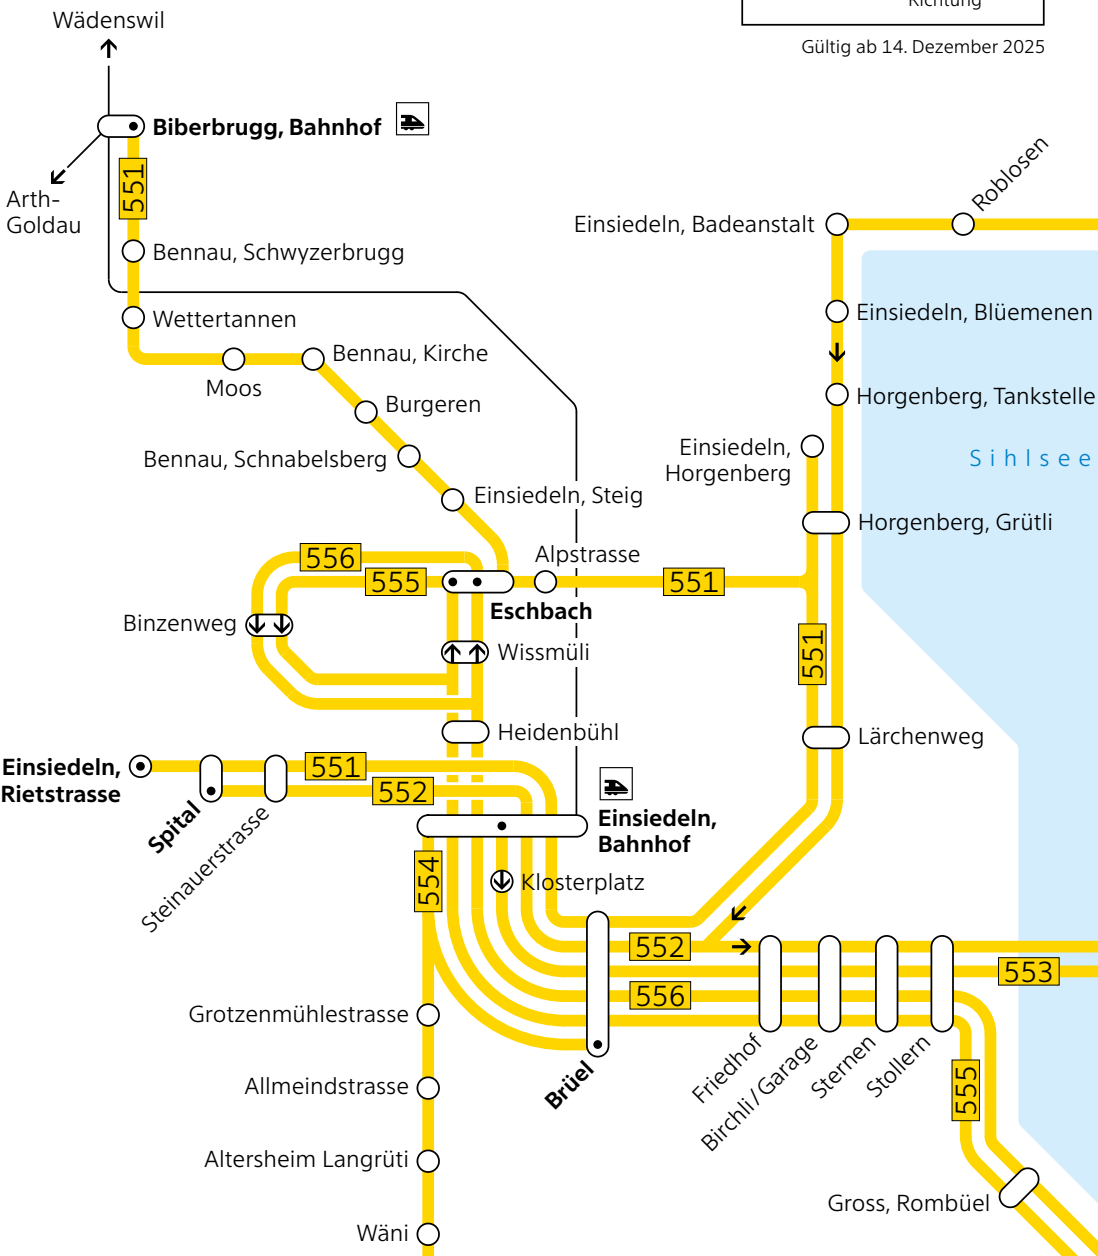 Richtung
Wädenswil
Gültig ab 14. Dezember 2025
Biberbrugg, Bahnhof
551
Arth-
Goldau
Roblosen
Einsiedeln, Badeanstalt
Bennau, Schwyzerbrugg
Wettertannen
Einsiedeln, Blüemenen
Bennau, Kirche
Moos
Burgeren
Horgenberg, Tankstelle
Bennau, Schnabelsberg
Einsiedeln,
Horgenberg
Sihlsee
Einsiedeln, Steig
Horgenberg, Grütli
556
Alpstrasse
555
551
Eschbach
Binzenweg
Wissmüli
551
Heidenbühl
Lärchenweg
Einsiedeln,
Rietstrasse
551
552
Spital
Steinauerstrasse
Einsiedeln,
Bahnhof
554
Klosterplatz
552
553
556
Grotzenmühlestrasse
Brüel
Friedhof
Birchli/Garage
Sternen
Stollern
555
Allmeindstrasse
Altersheim Langrüti
Gross, Rombüel
Wäni